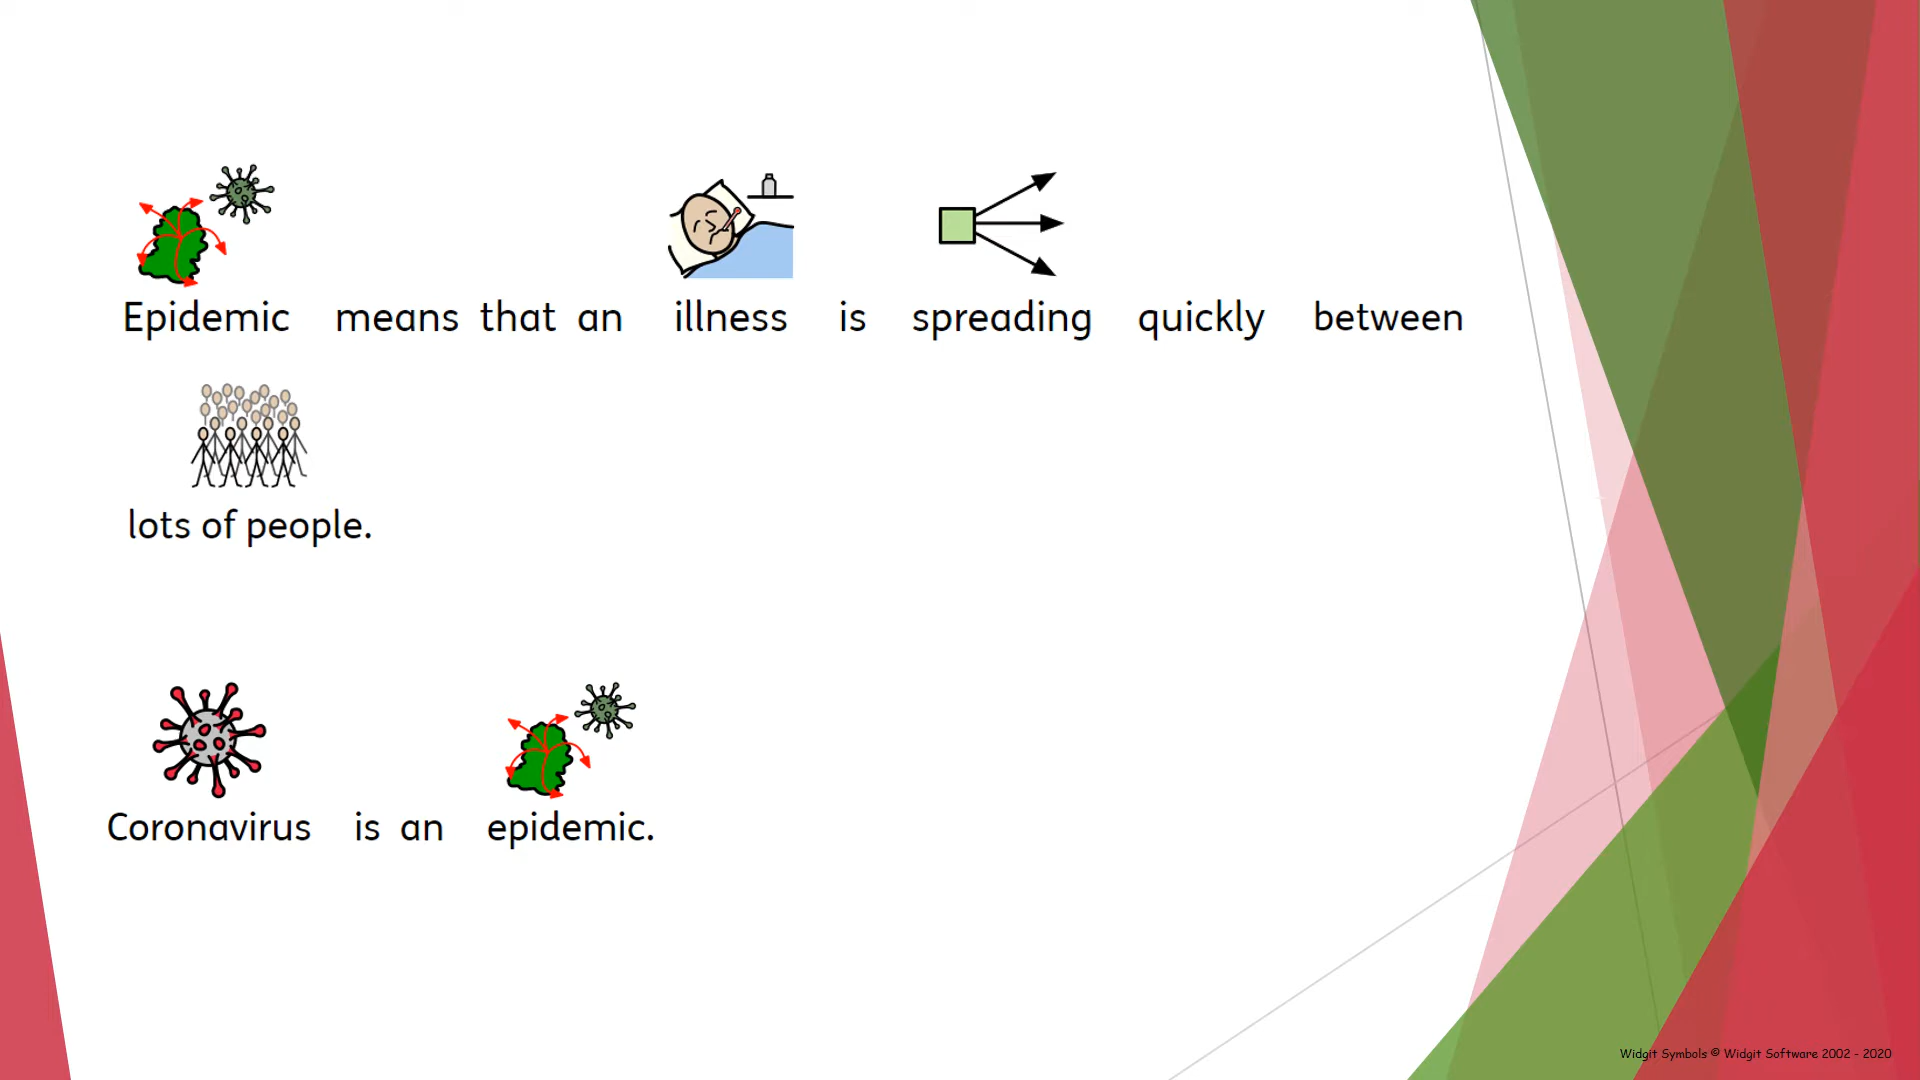 Epidemic means that an illness is spreading quickly between
lots of people.
Coronavirus is an epidemic.
Widgit Symbols © Widgit Software 2002 - 2020